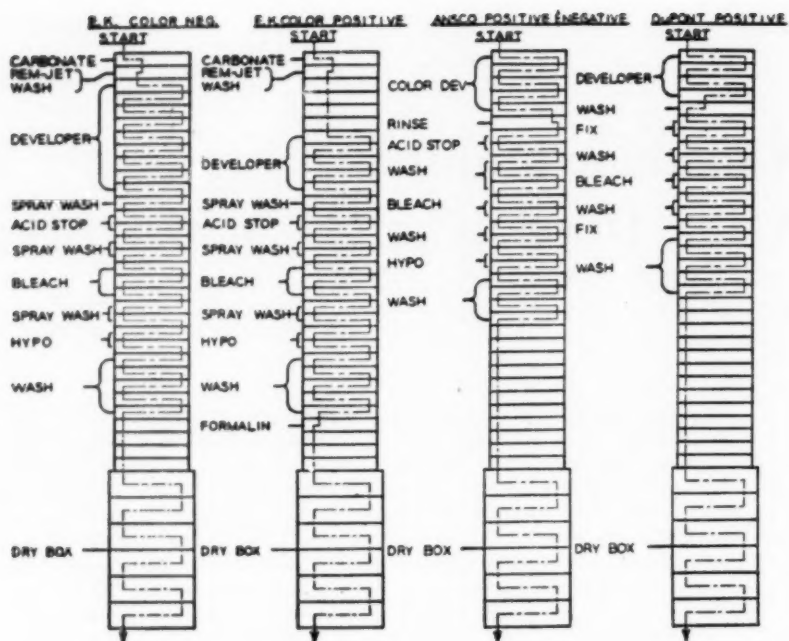 E.K. COLOR NEG.
START
CARBONATE
REM-JET
WASH
DEVELOPER
SPRAY WASH
ACID STOP
SPRAY WASH
BLEACH
SPRAY WASH
HYPO
WASH
DRY BOX
E.K. COLOR POSITIVE
START
CARBONATE
REM-JET
WASH
DEVELOPER
SPRAY WASH
ACID STOP
SPRAY WASH
BLEACH
SPRAY WASH
HYPO
WASH
FORMALIN
DRY BOX
ANSCO POSITIVE & NEGATIVE
START
COLOR DEV
RINSE
ACID STOP
WASH
BLEACH
WASH
HYPO
WASH
DRY BOX
DUPONT POSITIVE
START
DEVELOPER
WASH
FIX
WASH
BLEACH
WASH
FIX
WASH
DRY BOX